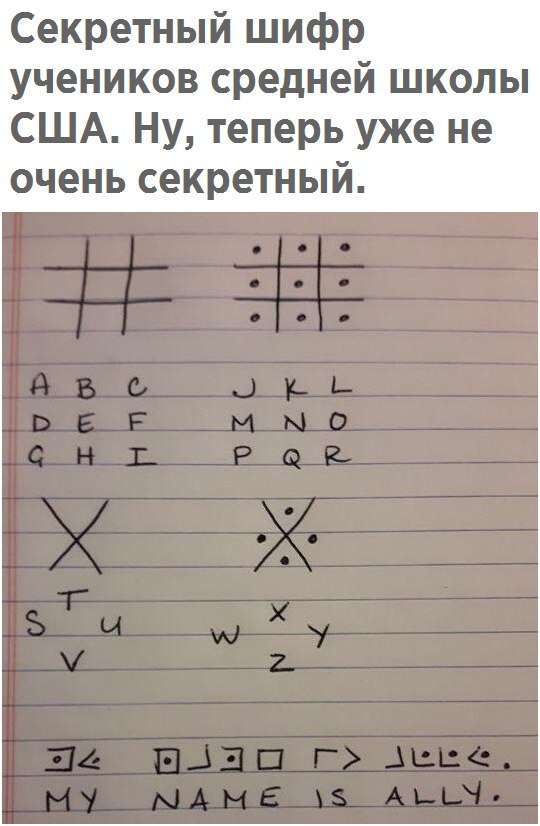 Секретный шифр
учеников средней школы
США. Ну, теперь уже не
очень секретный.
A B C J K L
D E F M N O
G H I P Q R
T X
S U W Y
V Z
MY NAME IS ALLY.